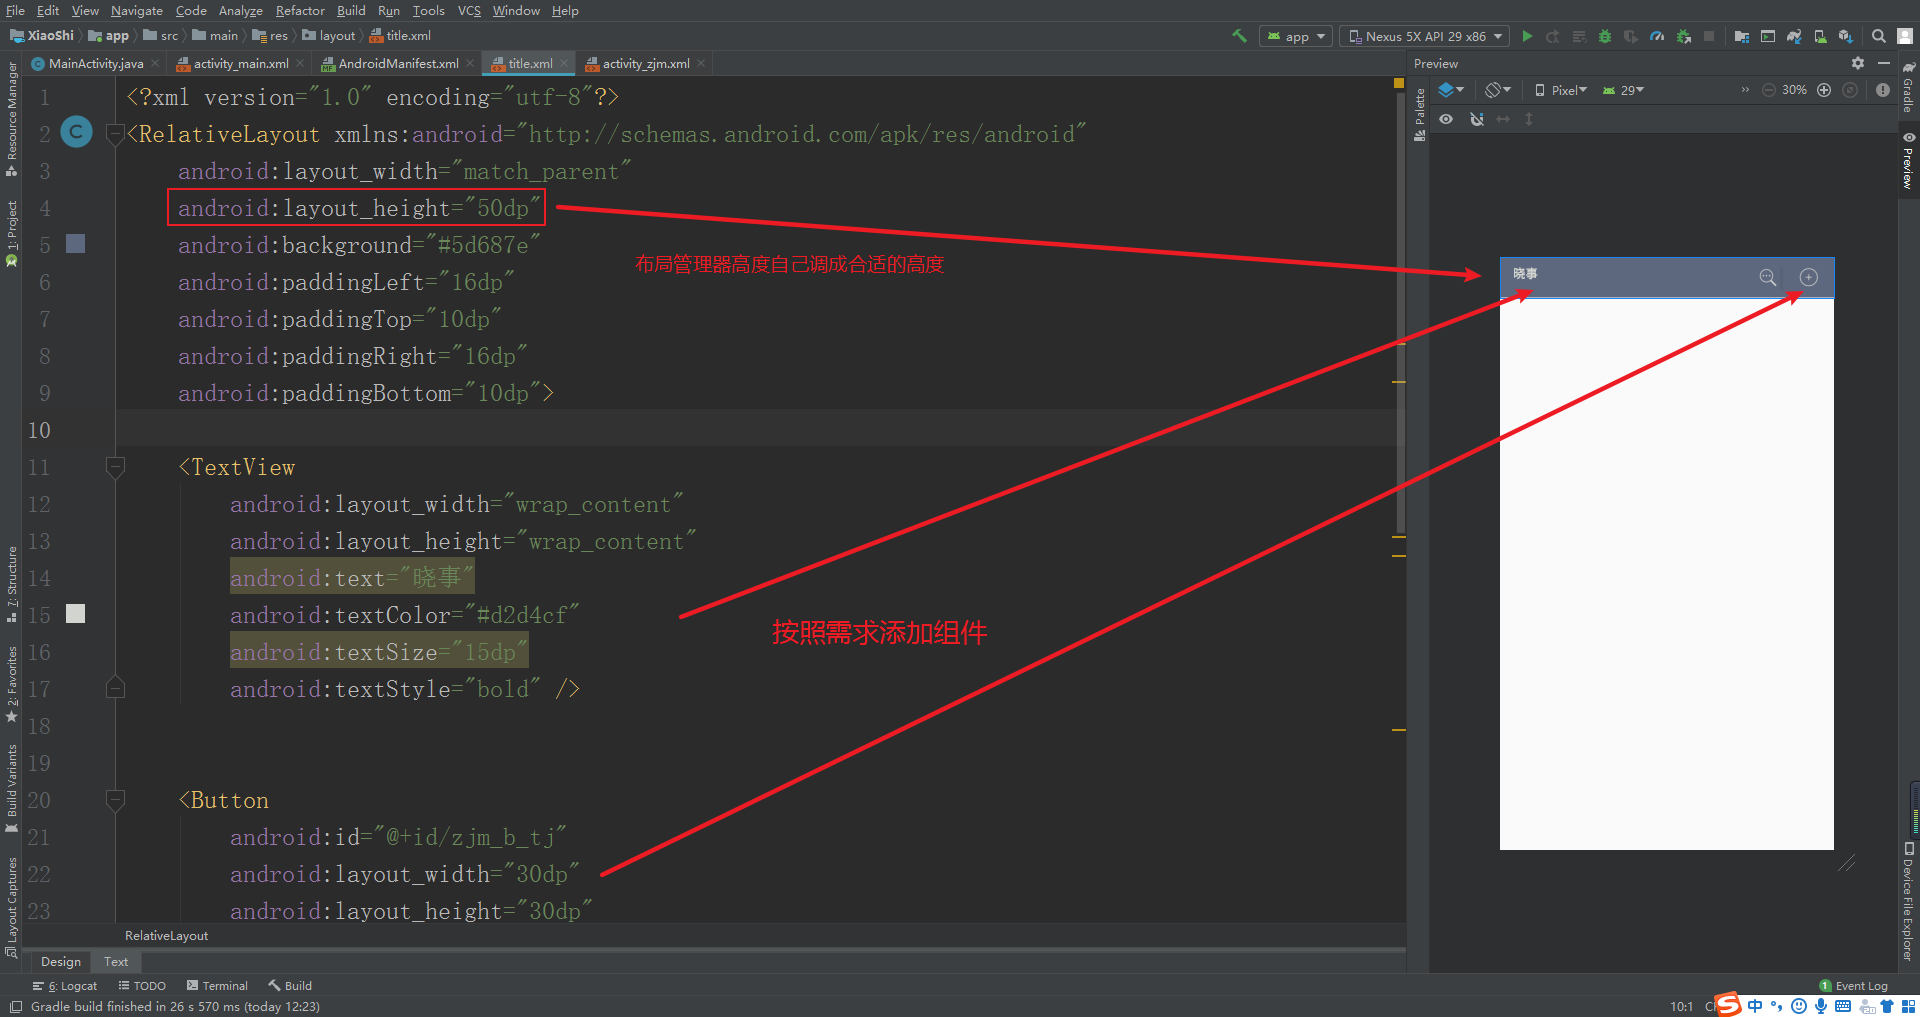 File Edit View Navigate Code Analyze Refactor Build Run Tools VCS Window Help
XiaoShi app src main res layout title.xml
app Nexus 5X API 29 x86
MainActivity.java activity_main.xml AndroidManifest.xml title.xml activity_zjm.xml
Preview
Pixel 29 » 30%
Palette
Resource Manager
1: Project
7: Structure
2: Favorites
Build Variants
Layout Captures
1 <?xml version="1.0" encoding="utf-8"?>
2 C <RelativeLayout xmlns:android="http://schemas.android.com/apk/res/android"
3 android:layout_width="match_parent"
4 android:layout_height="50dp"
5 android:background="#5d687e"
布局管理器高度自己调成合适的高度
6 android:paddingLeft="16dp"
7 android:paddingTop="10dp"
8 android:paddingRight="16dp"
9 android:paddingBottom="10dp">
10
11 <TextView
12 android:layout_width="wrap_content"
13 android:layout_height="wrap_content"
14 android:text="晓事"
15 android:textColor="#d2d4cf"
按照需求添加组件
16 android:textSize="15dp"
17 android:textStyle="bold" />
18
19
20 <Button
21 android:id="@+id/zjm_b_tj"
22 android:layout_width="30dp"
23 android:layout_height="30dp"
晓事
Gradle
Preview
Device File Explorer
RelativeLayout
Design Text
6: Logcat TODO Terminal Build
1 Event Log
Gradle build finished in 26 s 570 ms (today 12:23)
10:1
中